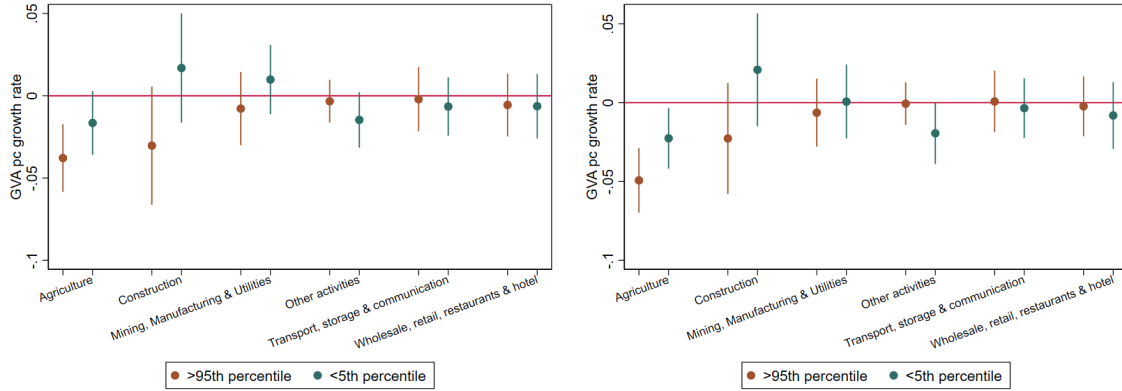 GVA pc growth rate
.05
0
-.05
-.1
Agriculture
Construction
Mining, Manufacturing & Utilities
Other activities
Transport, storage & communication
Wholesale, retail, restaurants & hotel
>95th percentile
<5th percentile
GVA pc growth rate
.05
0
-.05
-.1
Agriculture
Construction
Mining, Manufacturing & Utilities
Other activities
Transport, storage & communication
Wholesale, retail, restaurants & hotel
>95th percentile
<5th percentile